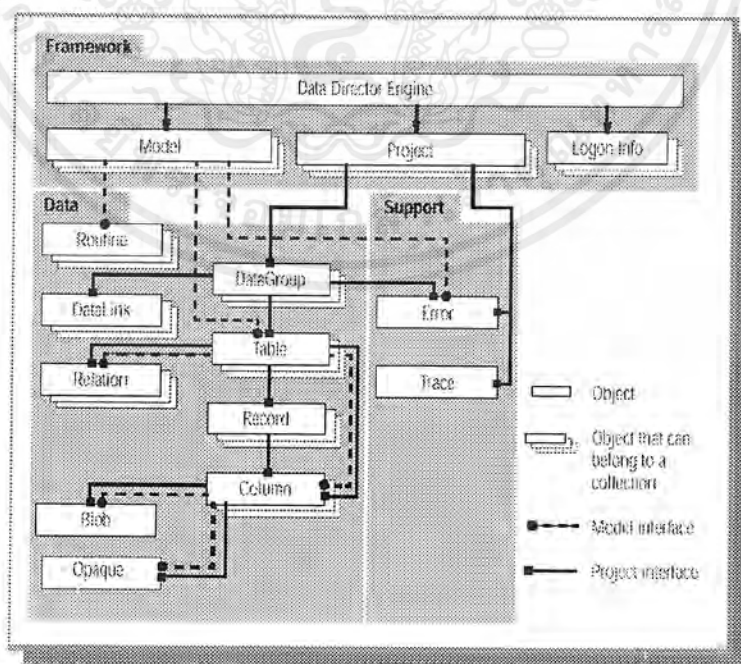 Framework
Data Director Engine
Model
Project
Logon Info
Data
Support
Routine
DataGroup
DataLink
Error
Table
Relation
Trace
Record
Column
Blob
Opaque
Object
Object that can
belong to a
collection
Model interface
Project interface